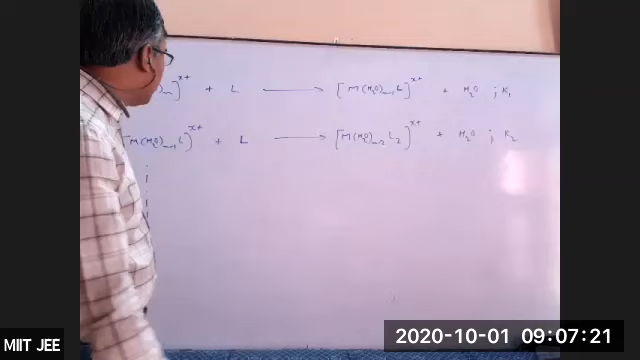 ]ˣ⁺ + L ⟶ [M(H₂O)ₙ₋₁L]ˣ⁺ + H₂O ; K₁
[M(H₂O)ₙ₋₁L]ˣ⁺ + L ⟶ [M(H₂O)ₙ₋₂L₂]ˣ⁺ + H₂O ; K₂
MIIT JEE
2020-10-01 09:07:21